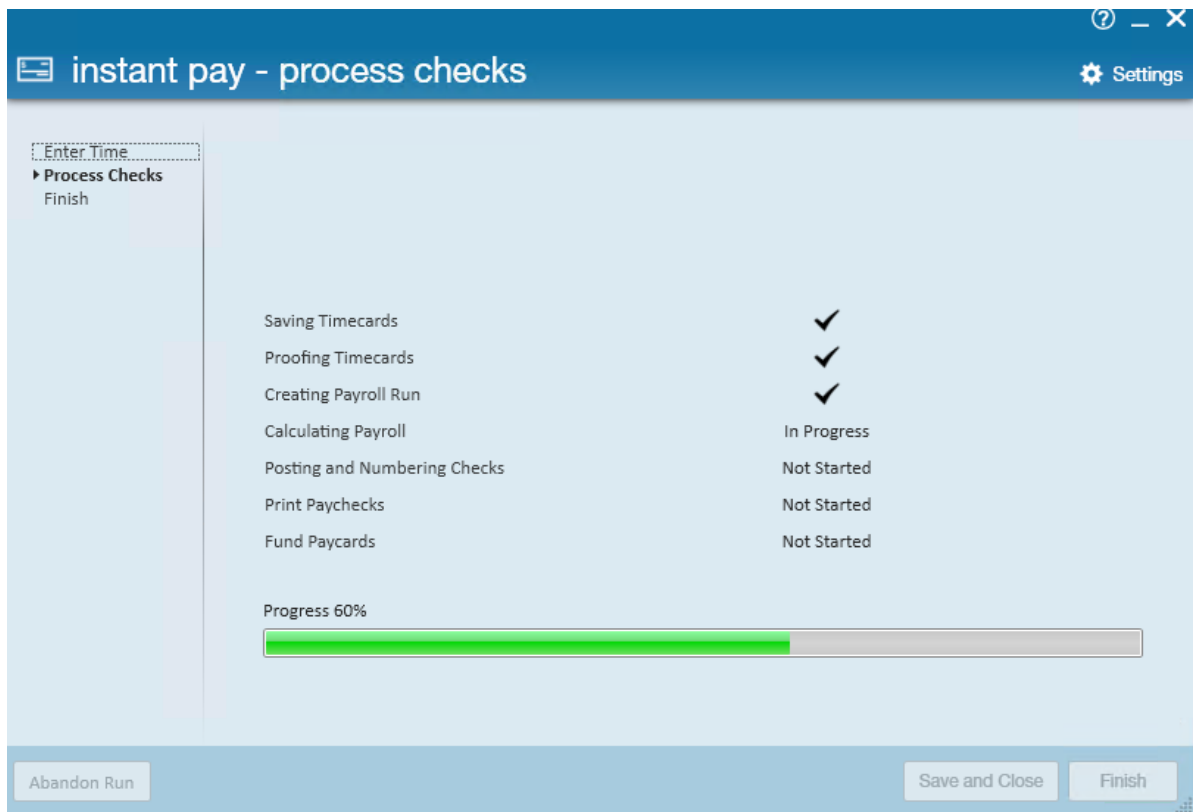 instant pay - process checks
Settings
Enter Time
Process Checks
Finish
Saving Timecards
Proofing Timecards
Creating Payroll Run
Calculating Payroll In Progress
Posting and Numbering Checks Not Started
Print Paychecks Not Started
Fund Paycards Not Started
Progress 60%
Abandon Run Save and Close Finish